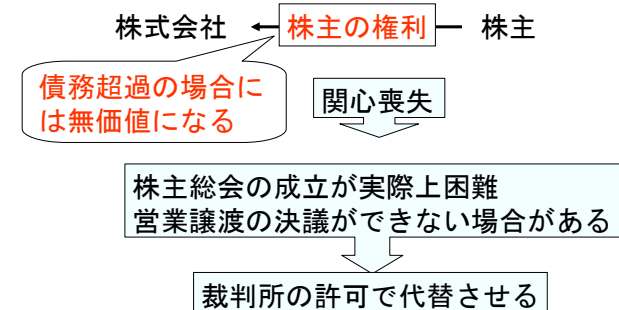 株式会社 株主の権利 株主
債務超過の場合に
は無価値になる
関心喪失
株主総会の成立が実際上困難
営業譲渡の決議ができない場合がある
裁判所の許可で代替させる